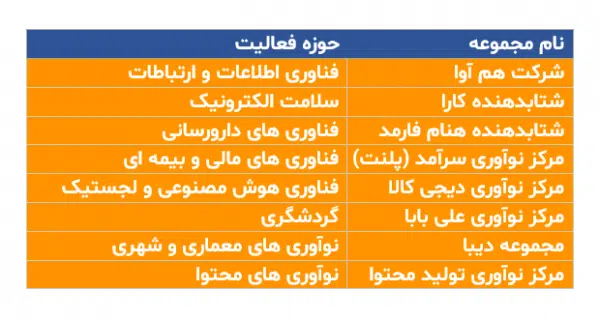 نام مجموعه حوزه فعالیت
شرکت هم آوا فناوری اطلاعات و ارتباطات
شتابدهنده کارا سلامت الکترونیک
شتابدهنده هنام فارمد فناوری های دارورسانی
مرکز نوآوری سرآمد (پلنت) فناوری های مالی و بیمه ای
مرکز نوآوری دیجی کالا فناوری هوش مصنوعی و لجستیک
مرکز نوآوری علی بابا گردشگری
مجموعه دیبا نوآوری های معماری و شهری
مرکز نوآوری تولید محتوا نوآوری های محتوا